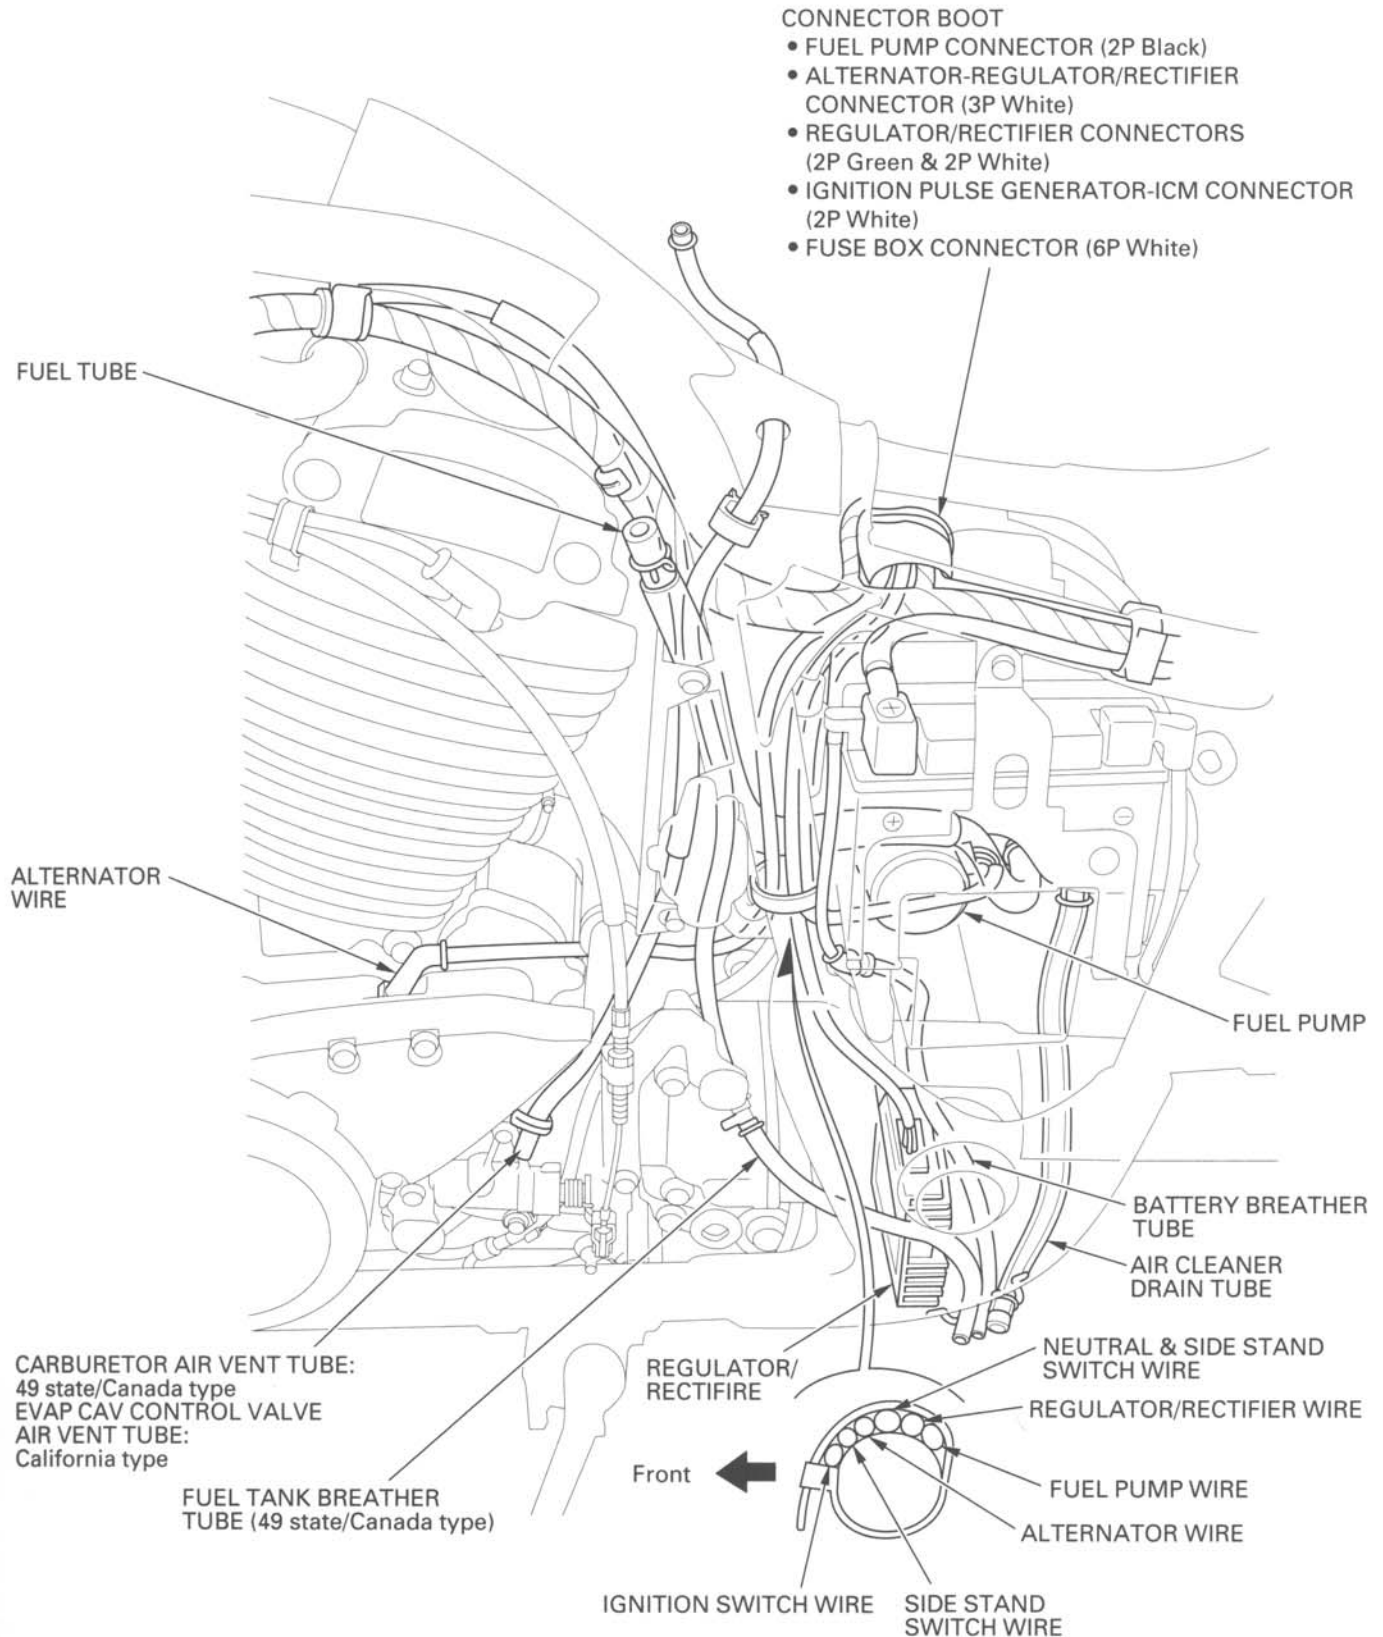 CONNECTOR BOOT
• FUEL PUMP CONNECTOR (2P Black)
• ALTERNATOR-REGULATOR/RECTIFIER
CONNECTOR (3P White)
• REGULATOR/RECTIFIER CONNECTORS
(2P Green & 2P White)
• IGNITION PULSE GENERATOR-ICM CONNECTOR
(2P White)
• FUSE BOX CONNECTOR (6P White)
FUEL TUBE
ALTERNATOR
WIRE
FUEL PUMP
BATTERY BREATHER
TUBE
AIR CLEANER
DRAIN TUBE
CARBURETOR AIR VENT TUBE:
49 state/Canada type
EVAP CAV CONTROL VALVE
AIR VENT TUBE:
California type
REGULATOR/
RECTIFIRE
NEUTRAL & SIDE STAND
SWITCH WIRE
REGULATOR/RECTIFIER WIRE
Front
FUEL PUMP WIRE
FUEL TANK BREATHER
TUBE (49 state/Canada type)
ALTERNATOR WIRE
IGNITION SWITCH WIRE
SIDE STAND
SWITCH WIRE